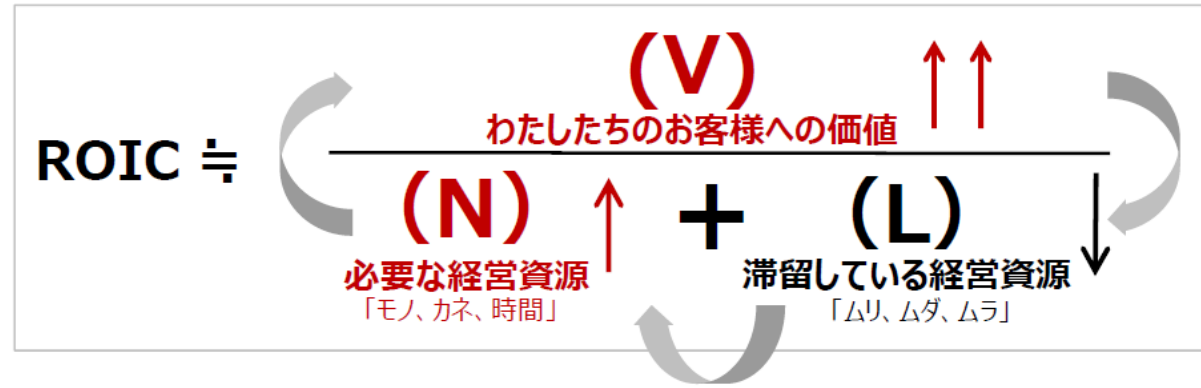 (V)
わたしたちのお客様への価値
ROIC ≒
(N) + (L)
必要な経営資源 滞留している経営資源
「モノ、カネ、時間」 「ムリ、ムダ、ムラ」